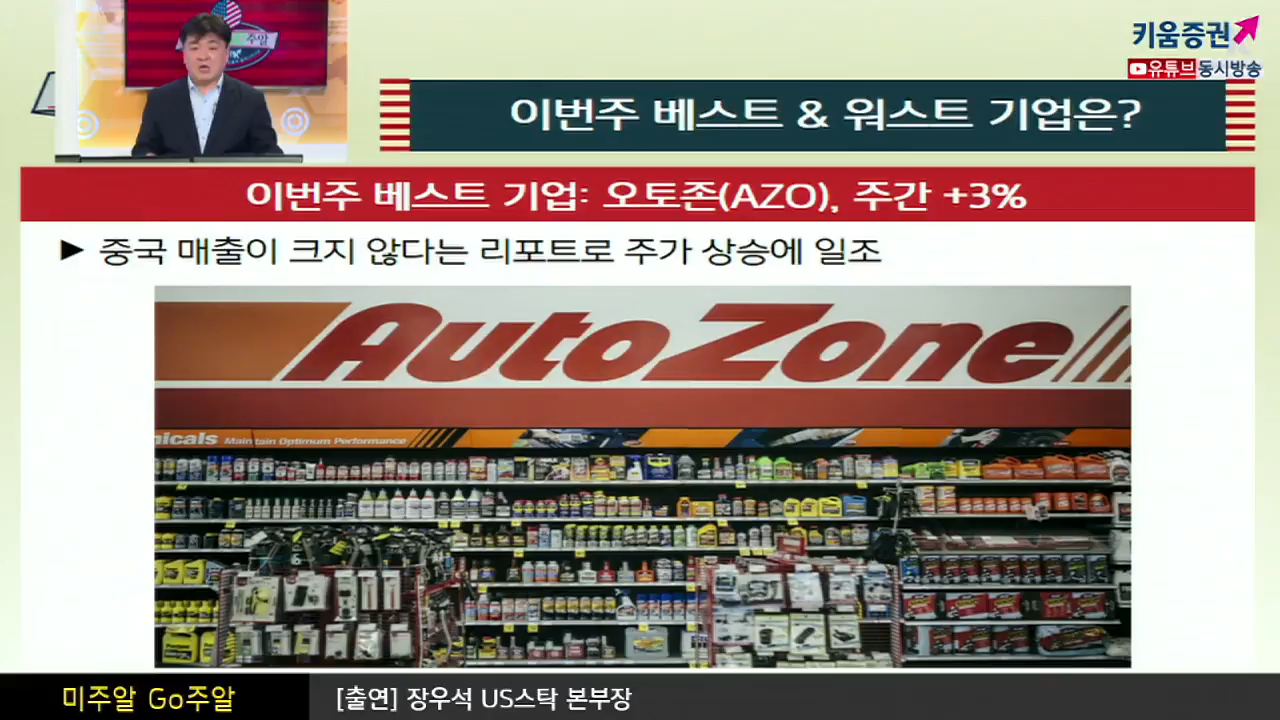 주알
키움증권
유튜브동시방송
이번주 베스트 & 워스트 기업은?
이번주 베스트 기업: 오토존(AZO), 주간 +3%
▶ 중국 매출이 크지 않다는 리포트로 주가 상승에 일조
AutoZone
nicals Maintain Optimum Performance
미주알 Go주알
[출연] 장우석 US스탁 본부장